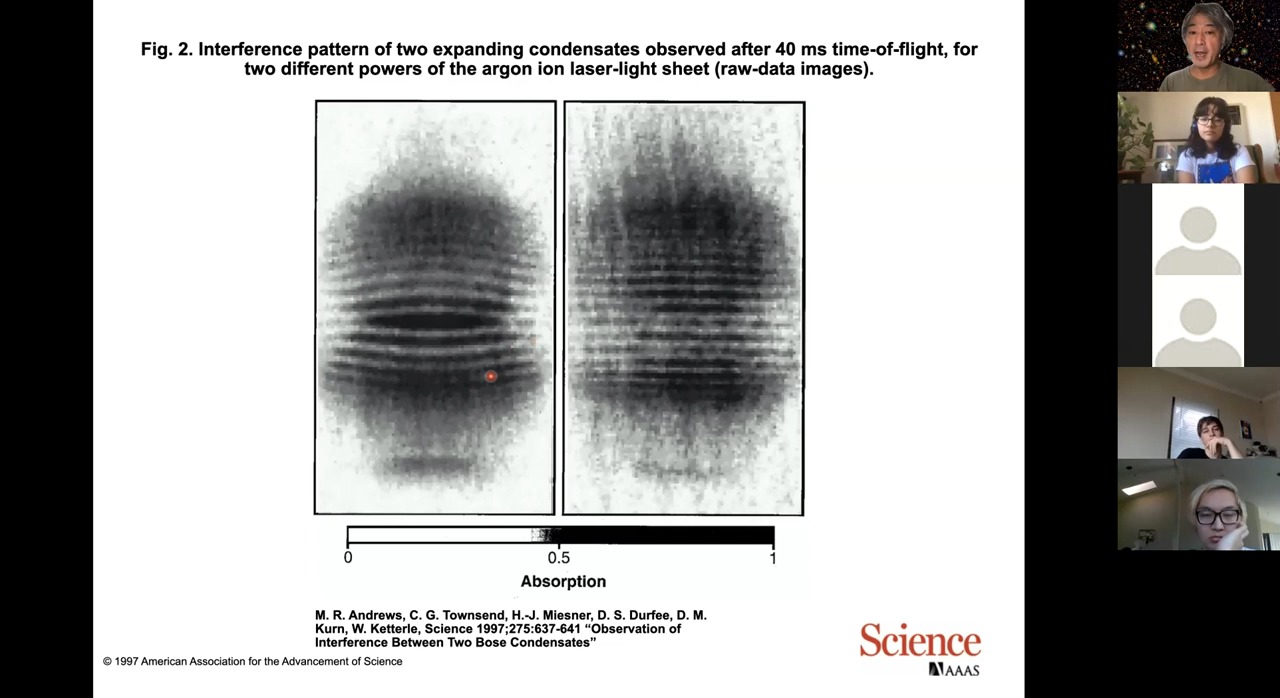 Fig. 2. Interference pattern of two expanding condensates observed after 40 ms time-of-flight, for
two different powers of the argon ion laser-light sheet (raw-data images).
0
0.5
1
Absorption
M. R. Andrews, C. G. Townsend, H.-J. Miesner, D. S. Durfee, D. M.
Kurn, W. Ketterle, Science 1997;275:637-641 “Observation of
Interference Between Two Bose Condensates”
© 1997 American Association for the Advancement of Science
Science
AAAS